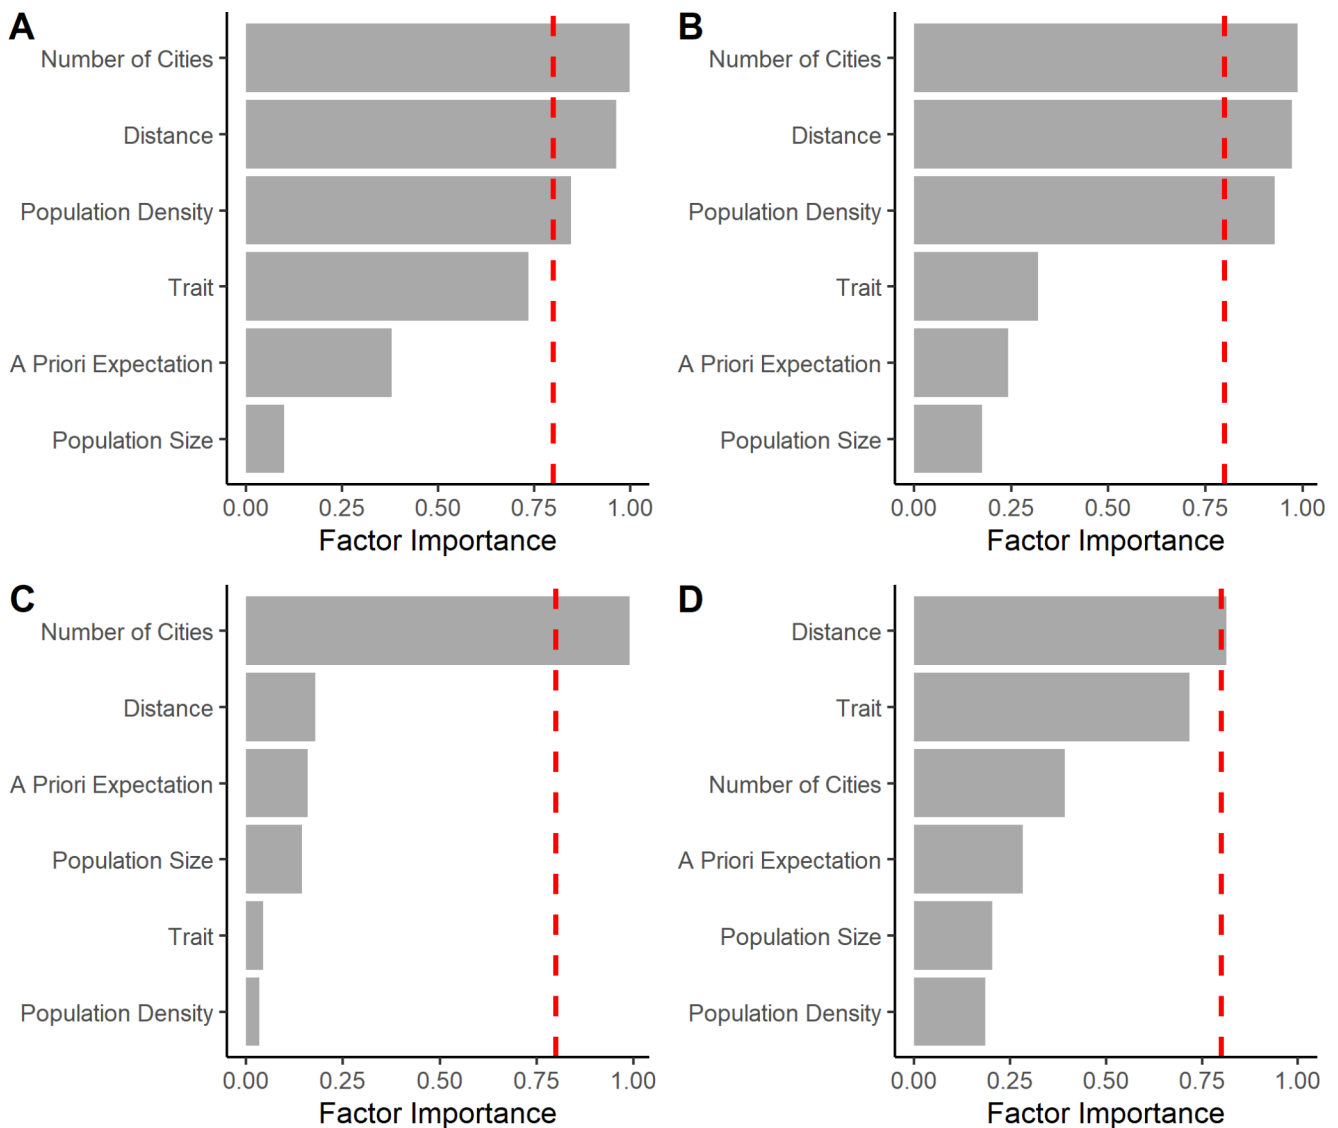 A
Number of Cities
Distance
Population Density
Trait
A Priori Expectation
Population Size
0.00 0.25 0.50 0.75 1.00
Factor Importance
B
Number of Cities
Distance
Population Density
Trait
A Priori Expectation
Population Size
0.00 0.25 0.50 0.75 1.00
Factor Importance
C
Number of Cities
Distance
A Priori Expectation
Population Size
Trait
Population Density
0.00 0.25 0.50 0.75 1.00
Factor Importance
D
Distance
Trait
Number of Cities
A Priori Expectation
Population Size
Population Density
0.00 0.25 0.50 0.75 1.00
Factor Importance